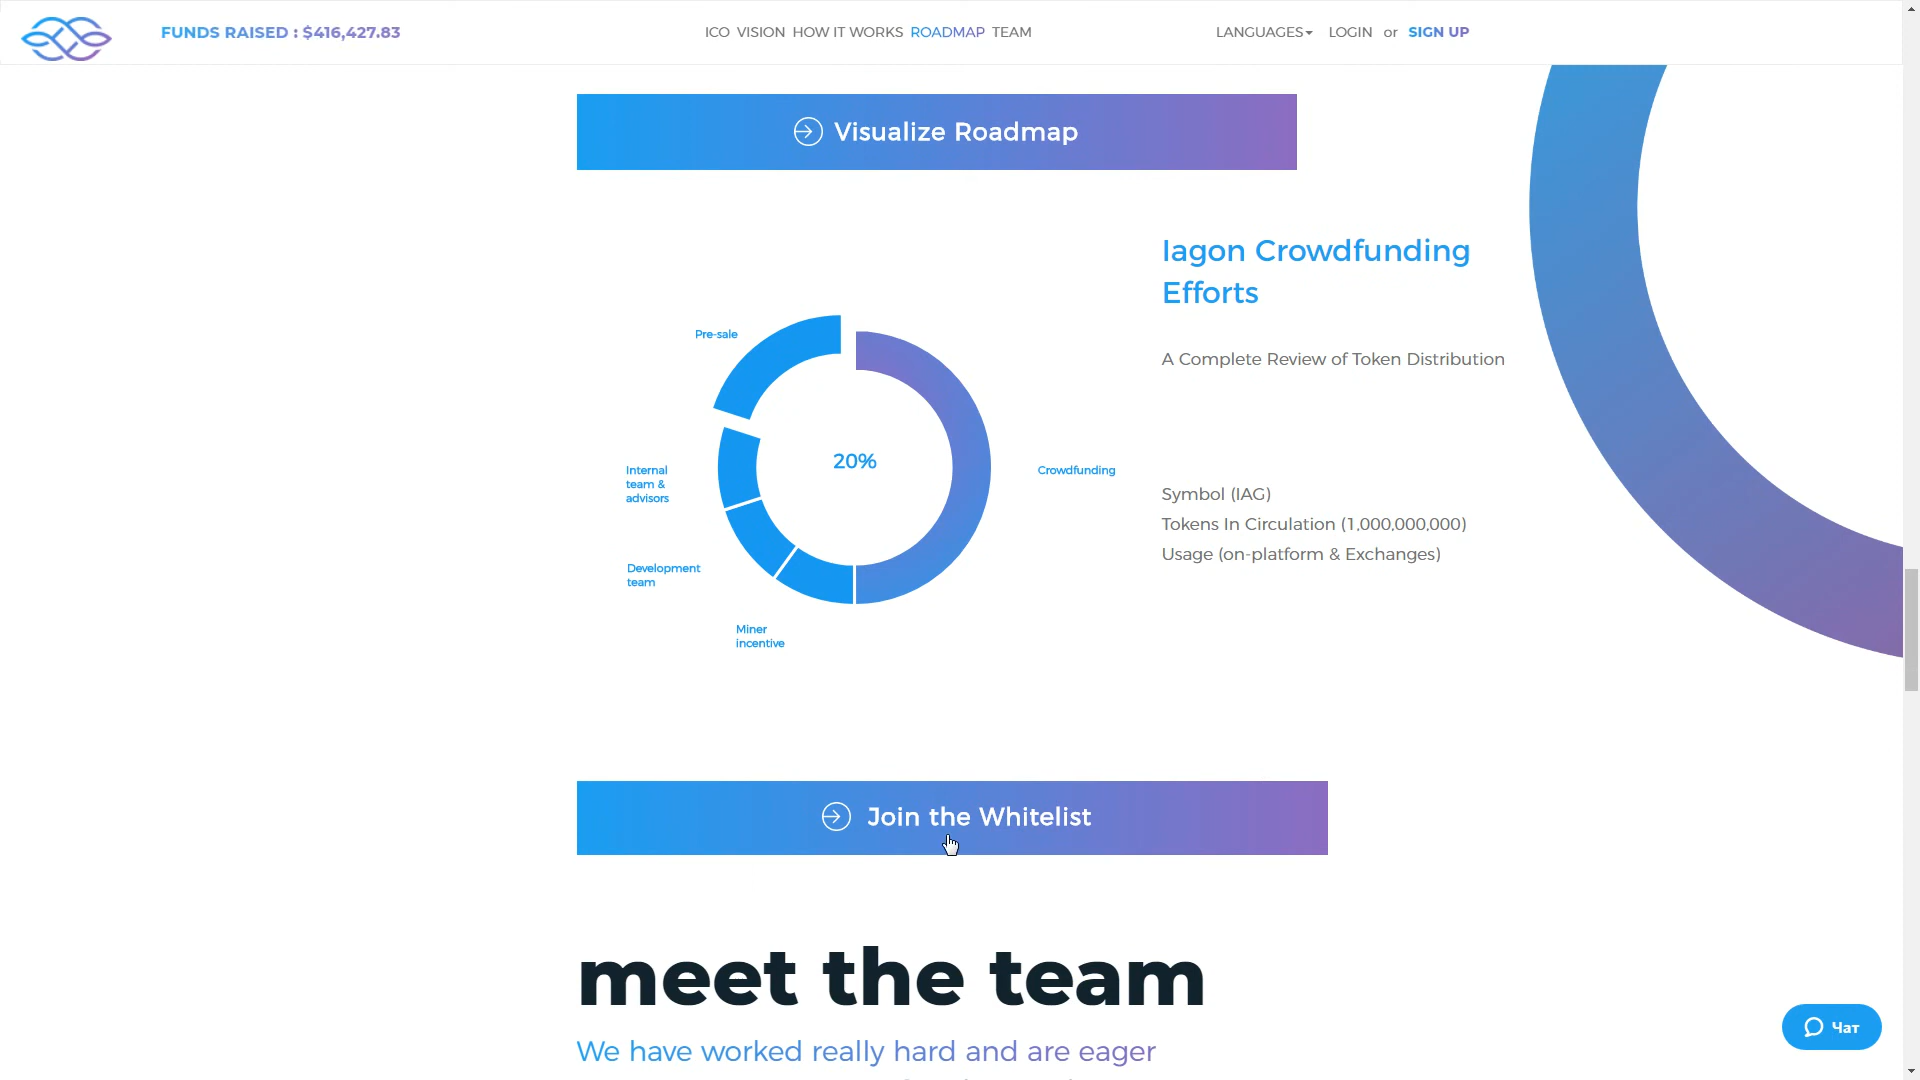 FUNDS RAISED : $416,427.83
ICO VISION HOW IT WORKS ROADMAP TEAM
LANGUAGES LOGIN or SIGN UP
Visualize Roadmap
Iagon Crowdfunding
Efforts
A Complete Review of Token Distribution
Symbol (IAG)
Tokens In Circulation (1,000,000,000)
Usage (on-platform & Exchanges)
Pre-sale
20%
Internal
team &
advisors
Crowdfunding
Development
team
Miner
incentive
Join the Whitelist
meet the team
We have worked really hard and are eager
Чат